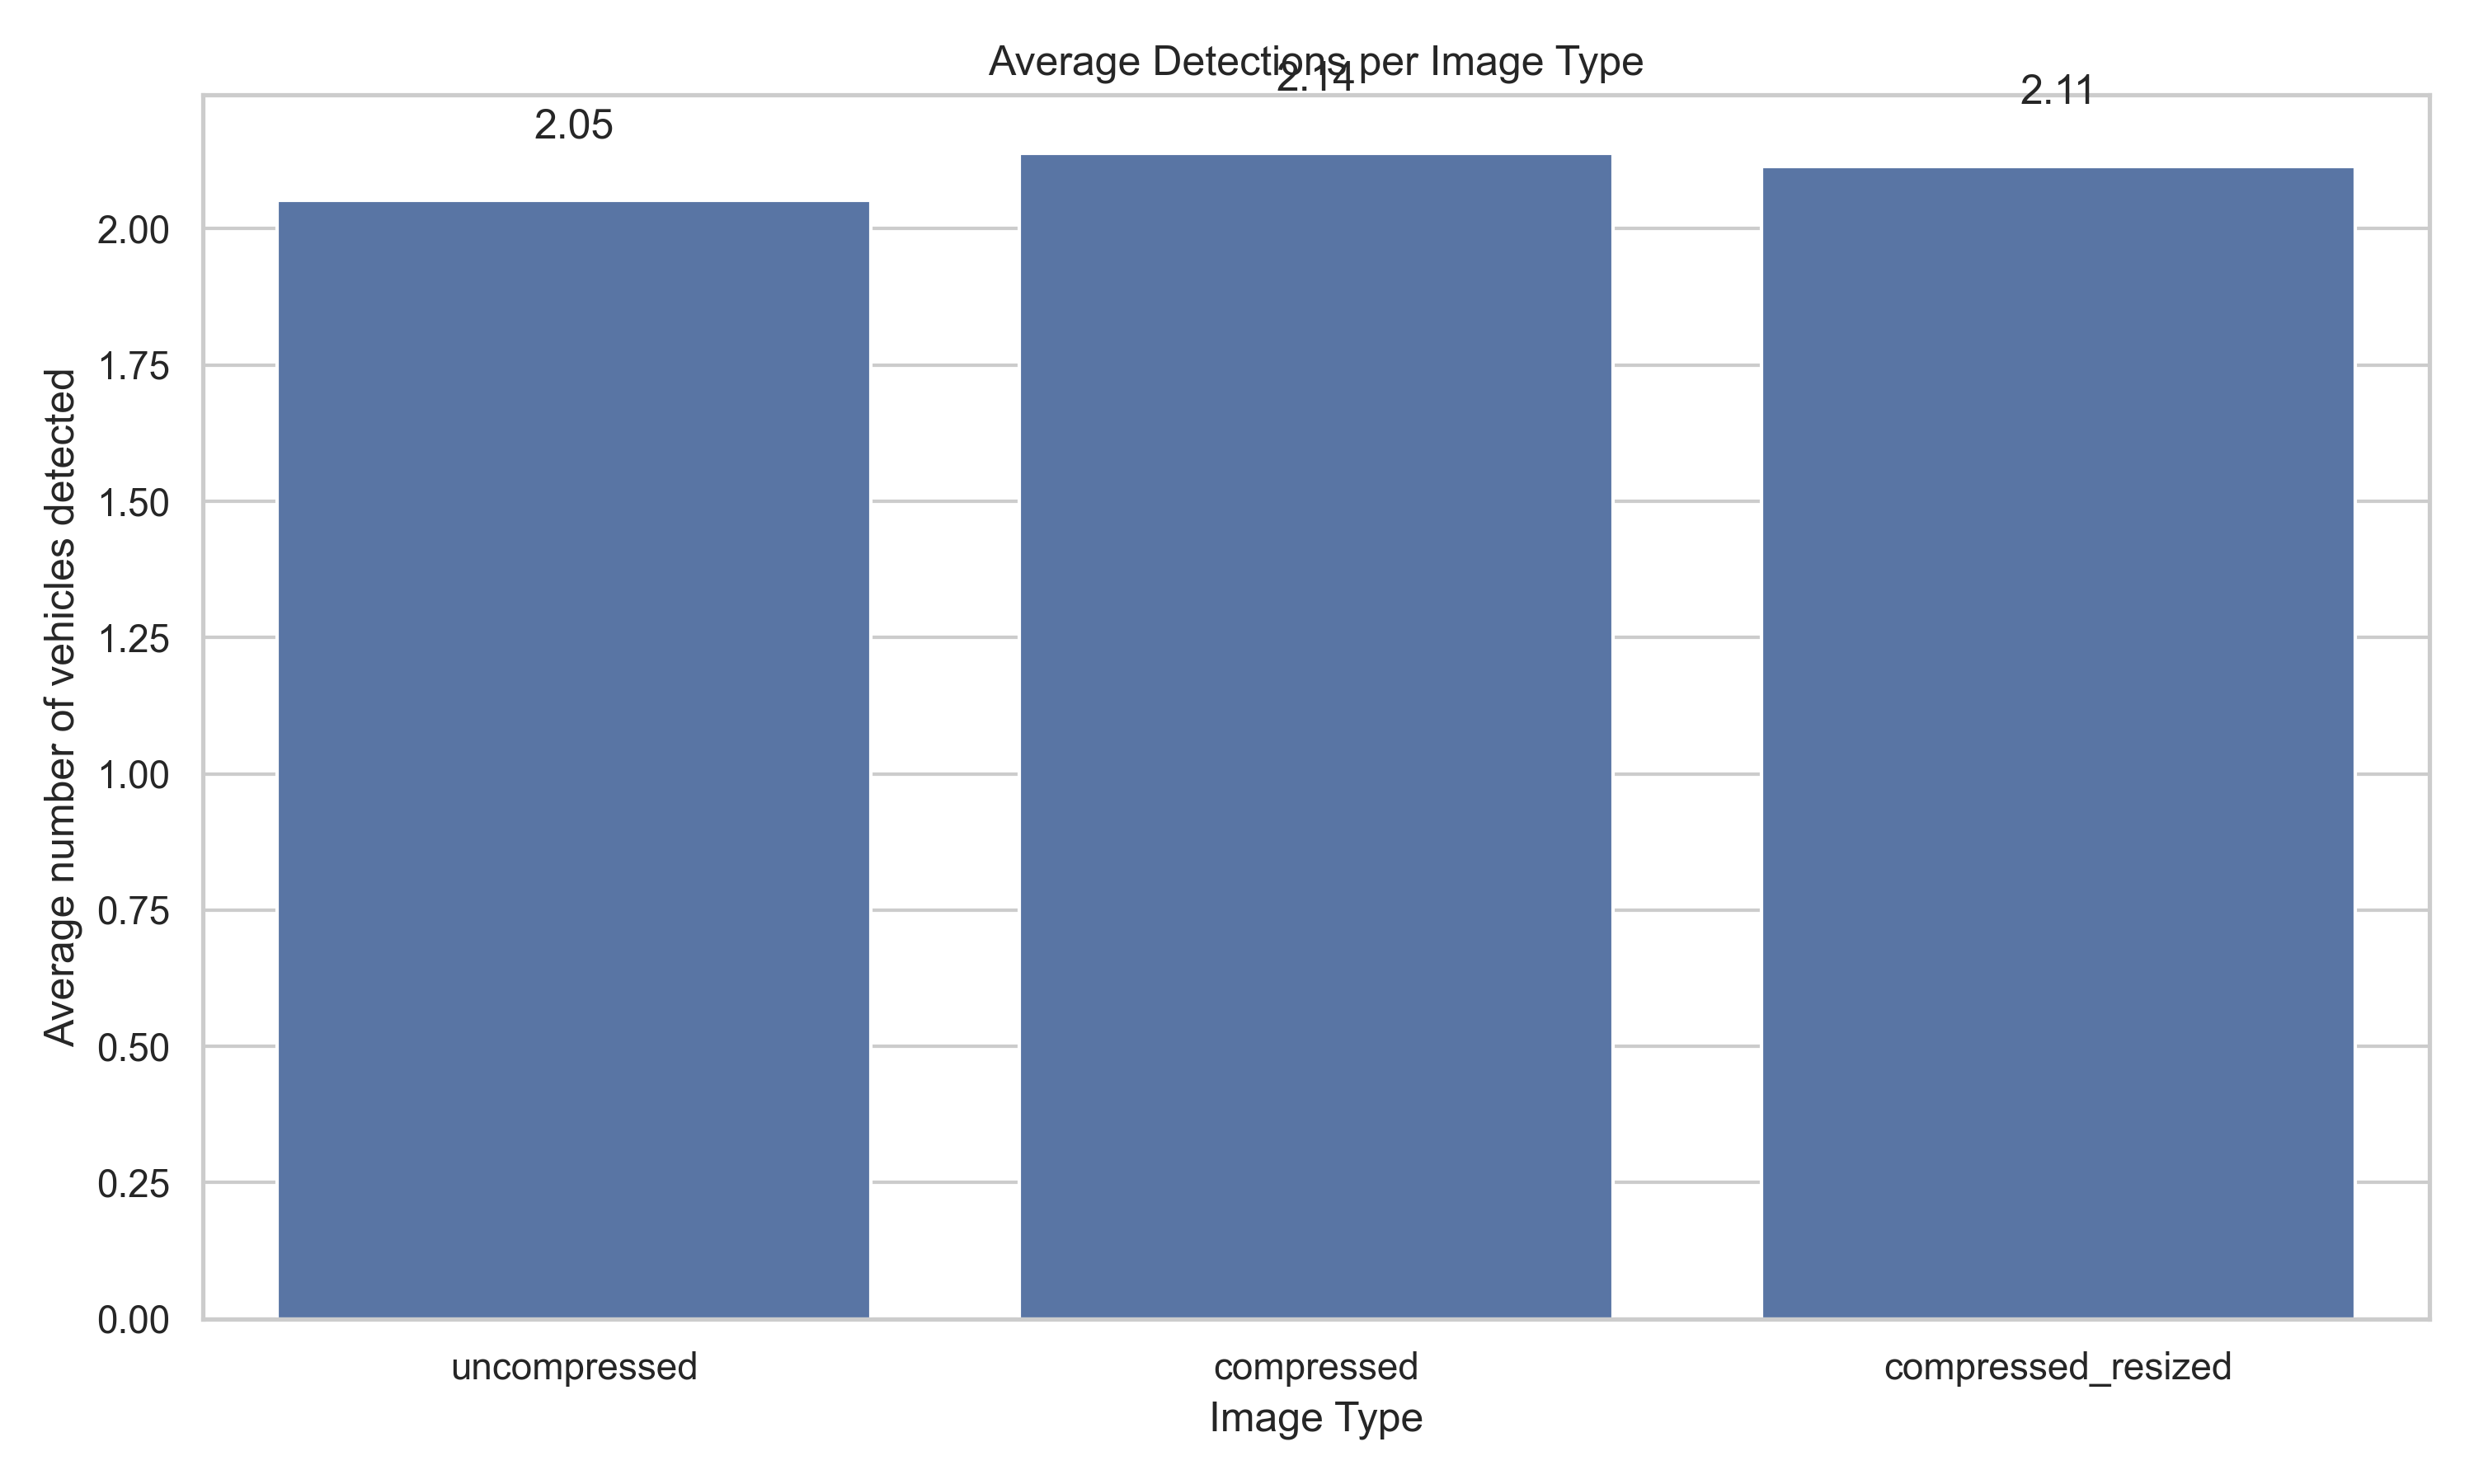 Average Detections per Image Type
2.05
2.14
2.11
Average number of vehicles detected
2.00
1.75
1.50
1.25
1.00
0.75
0.50
0.25
0.00
uncompressed
compressed
compressed_resized
Image Type